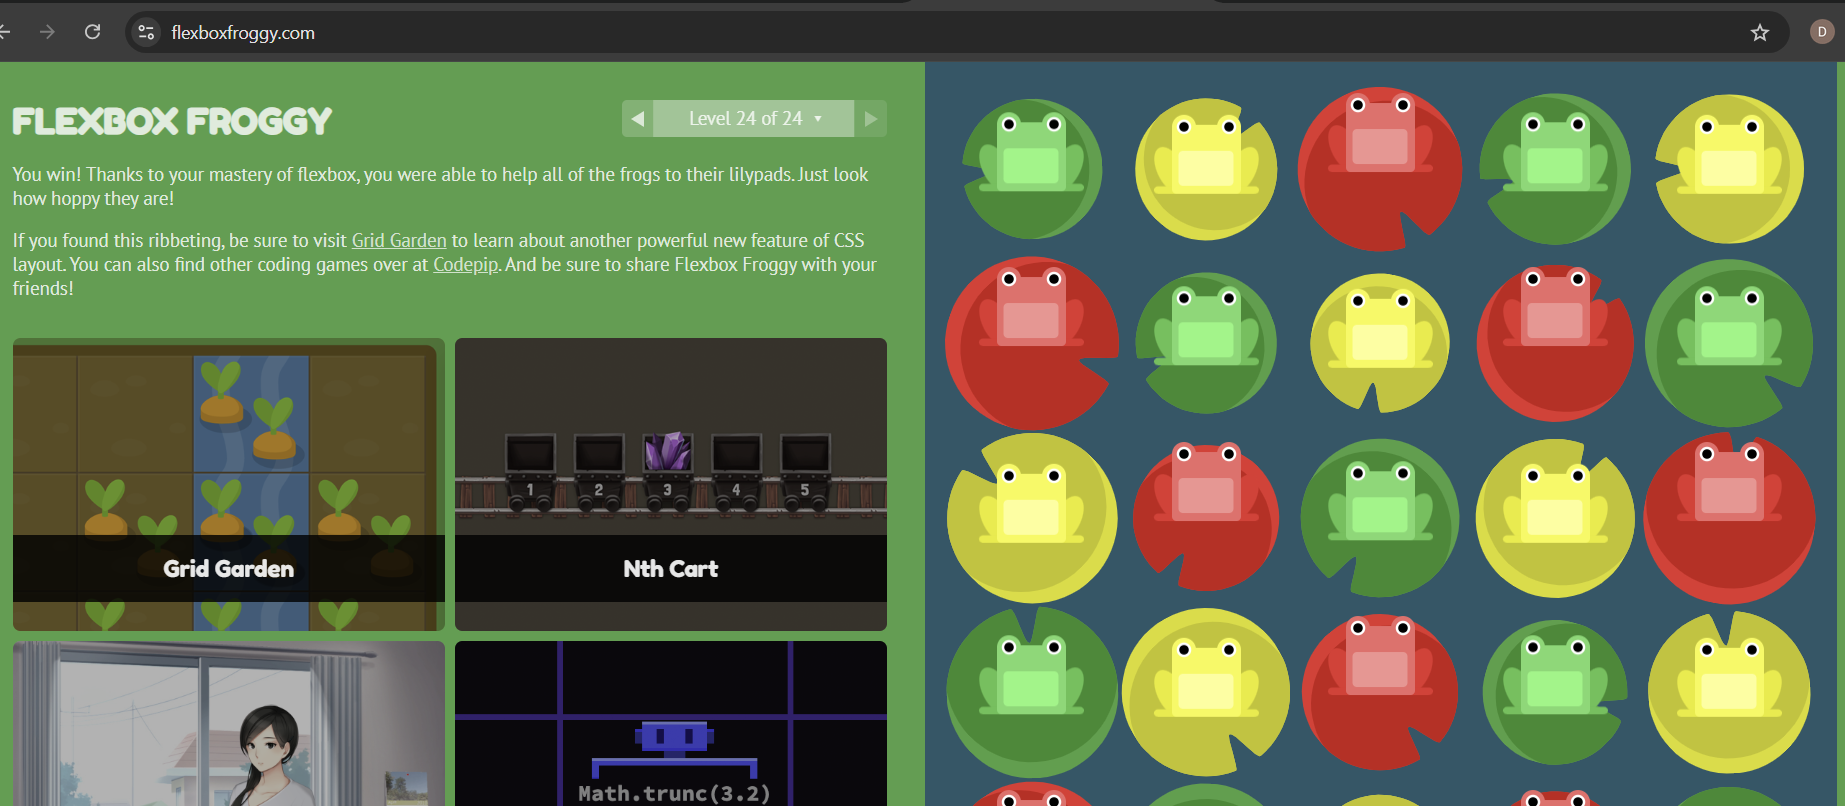 flexboxfroggy.com
D
FLEXBOX FROGGY
◀ Level 24 of 24 ▾ ▶
You win! Thanks to your mastery of flexbox, you were able to help all of the frogs to their lilypads. Just look
how hoppy they are!
If you found this ribbeting, be sure to visit Grid Garden to learn about another powerful new feature of CSS
layout. You can also find other coding games over at Codepip. And be sure to share Flexbox Froggy with your
friends!
1 2 3 4 5
Grid Garden
Nth Cart
Math.trunc(3.2)